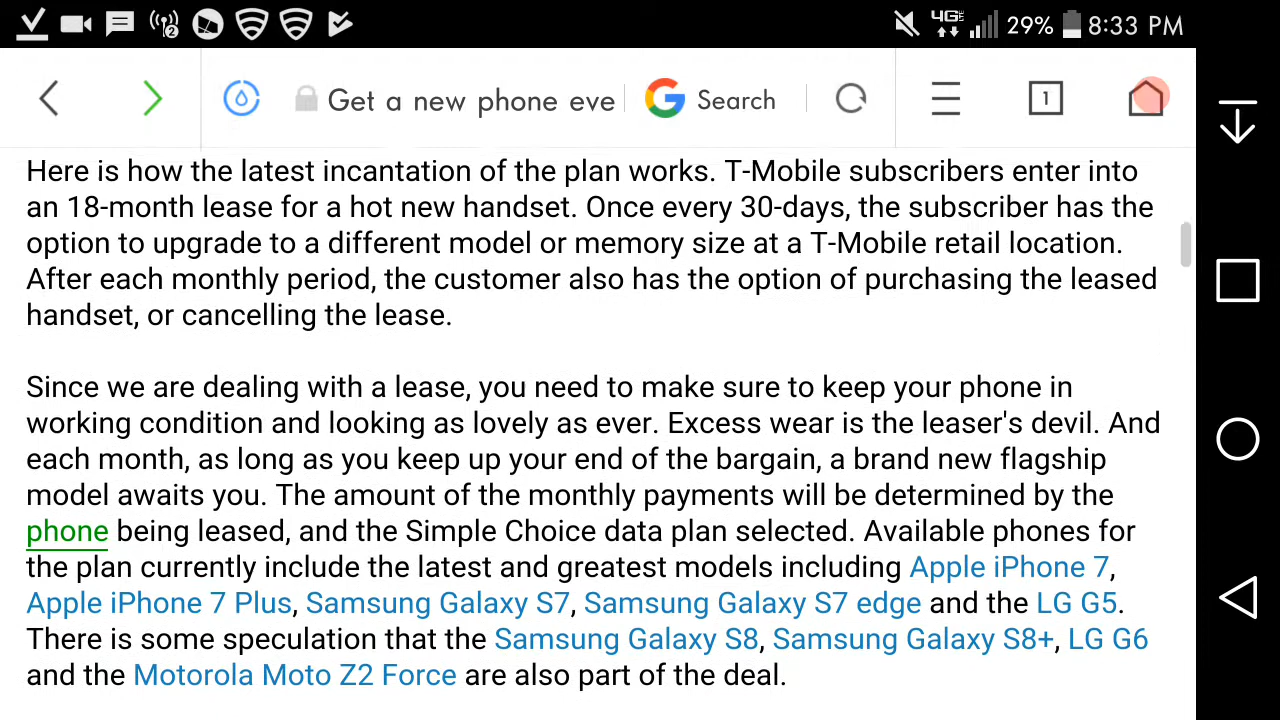 4G LTE 29% 8:33 PM
Get a new phone eve Search 1
Here is how the latest incantation of the plan works. T-Mobile subscribers enter into
an 18-month lease for a hot new handset. Once every 30-days, the subscriber has the
option to upgrade to a different model or memory size at a T-Mobile retail location.
After each monthly period, the customer also has the option of purchasing the leased
handset, or cancelling the lease.
Since we are dealing with a lease, you need to make sure to keep your phone in
working condition and looking as lovely as ever. Excess wear is the leaser's devil. And
each month, as long as you keep up your end of the bargain, a brand new flagship
model awaits you. The amount of the monthly payments will be determined by the
phone being leased, and the Simple Choice data plan selected. Available phones for
the plan currently include the latest and greatest models including Apple iPhone 7,
Apple iPhone 7 Plus, Samsung Galaxy S7, Samsung Galaxy S7 edge and the LG G5.
There is some speculation that the Samsung Galaxy S8, Samsung Galaxy S8+, LG G6
and the Motorola Moto Z2 Force are also part of the deal.